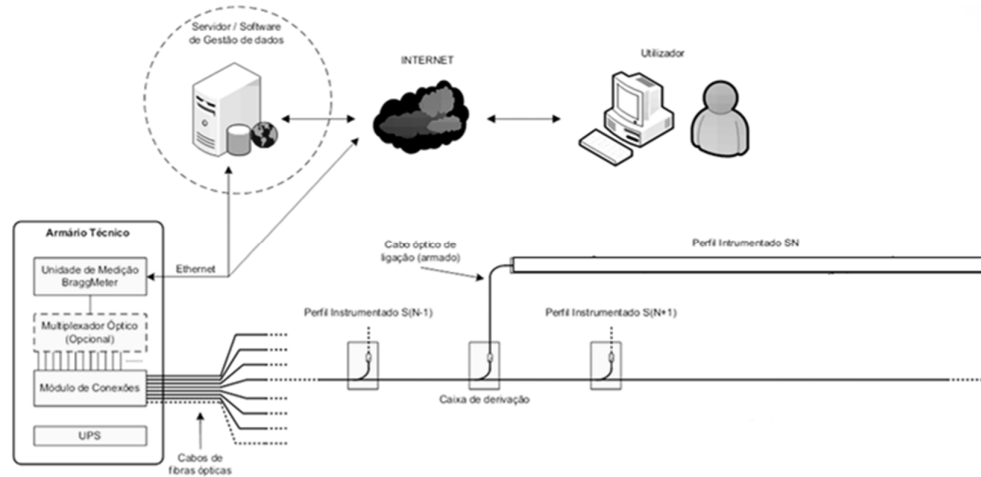 Servidor / Software
de Gestão de dados
INTERNET
Utilizador
Armário Técnico
Unidade de Medição
BraggMeter
Ethernet
Multiplexador Óptico
(Opcional)
Módulo de Conexões
UPS
Cabos de
fibras ópticas
Cabo óptico de
ligação (armado)
Perfil Intrumentado SN
Perfil Instrumentado S(N-1)
Perfil Instrumentado S(N+1)
Caixa de derivação